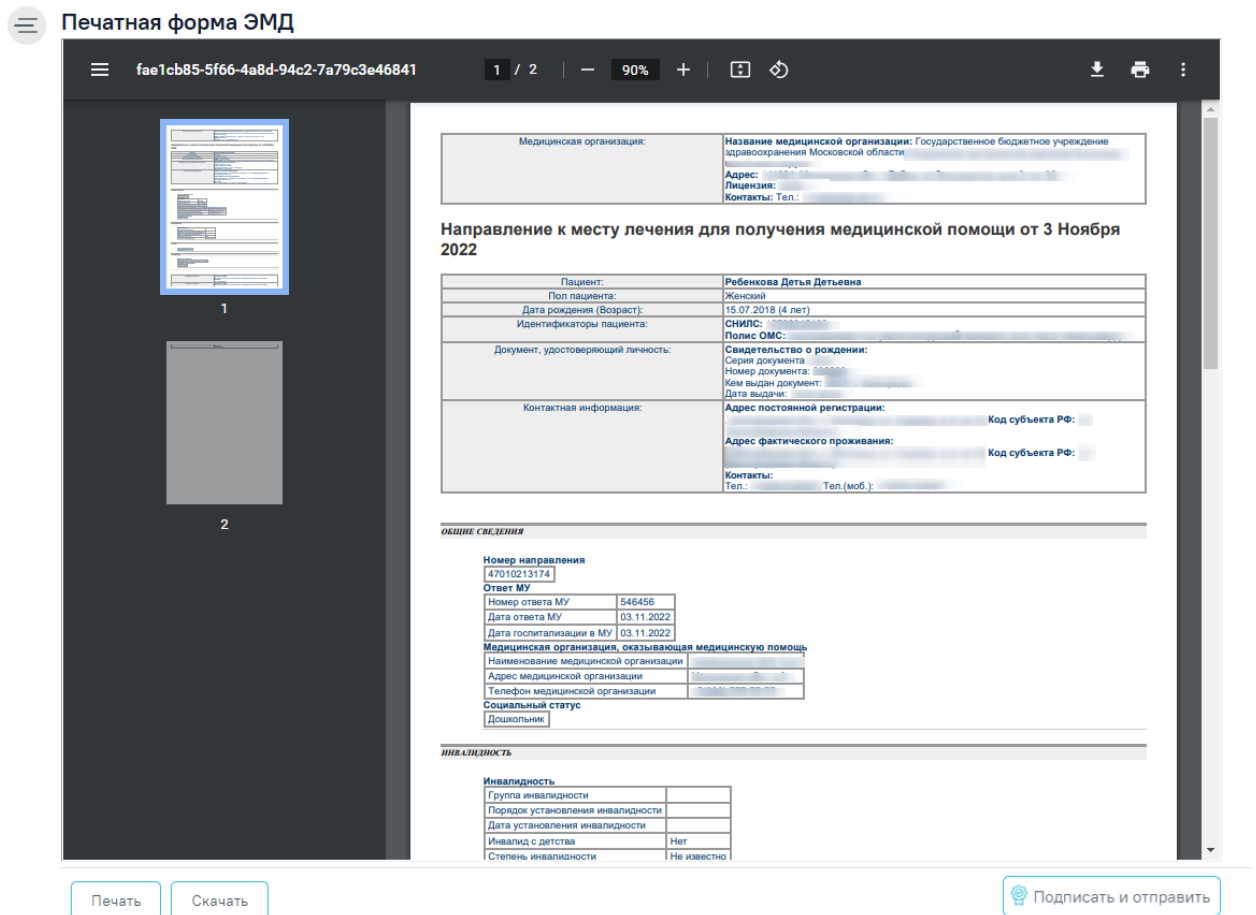 Печатная форма ЭМД
fae1cb85-5f66-4a8d-94c2-7a79c3e46841
1 / 2
90%
1
2
Медицинская организация:
Название медицинской организации: Государственное бюджетное учреждение
здравоохранения Московской области
Адрес:
Лицензия:
Контакты: Тел.:
Направление к месту лечения для получения медицинской помощи от 3 Ноября
2022
Пациент: Ребенкова Детья Детьевна
Пол пациента: Женский
Дата рождения (Возраст): 15.07.2018 (4 лет)
Идентификаторы пациента: СНИЛС:
Полис ОМС:
Документ, удостоверяющий личность: Свидетельство о рождении:
Серия документа
Номер документа:
Кем выдан документ:
Дата выдачи:
Контактная информация: Адрес постоянной регистрации:
Код субъекта РФ:
Адрес фактического проживания:
Код субъекта РФ:
Контакты:
Тел.: Тел.(моб.):
ОБЩИЕ СВЕДЕНИЯ
Номер направления
47010213174
Ответ МУ
Номер ответа МУ 546456
Дата ответа МУ 03.11.2022
Дата госпитализации в МУ 03.11.2022
Медицинская организация, оказывающая медицинскую помощь
Наименование медицинской организации
Адрес медицинской организации
Телефон медицинской организации
Социальный статус
Дошкольник
ИНВАЛИДНОСТЬ
Инвалидность
Группа инвалидности
Порядок установления инвалидности
Дата установления инвалидности
Инвалид с детства Нет
Степень инвалидности Не известно
Печать
Скачать
Подписать и отправить